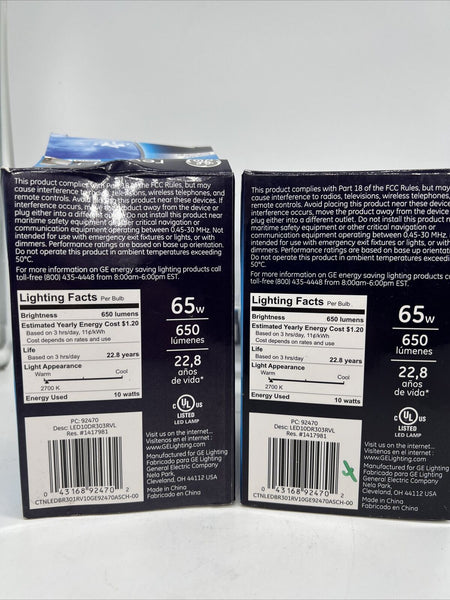 This product complies with Part 18 of the FCC Rules, but may
cause interference to radios, televisions, wireless telephones, and
remote controls. Avoid placing this product near these devices. If
interference occurs, move the product away from the device or
plug either into a different outlet. Do not install this product near
maritime safety equipment or other critical navigation or
communication equipment operating between 0.45-30 MHz. Not
intended for use with emergency exit fixtures or lights, or with
dimmers. Performance ratings are based on base up orientation.
Do not operate this product in ambient temperatures exceeding
50°C.
For more information on GE energy saving lighting products call
toll-free (800) 435-4448 from 8:00am-6:00pm EST.
Lighting Facts Per Bulb
Brightness 650 lumens
Estimated Yearly Energy Cost $1.20
Based on 3 hrs/day, 11¢/kWh
Cost depends on rates and use
Life
Based on 3 hrs/day 22.8 years
Light Appearance
Warm Cool
2700 K
Energy Used 10 watts
65w
650
lúmenes
22,8
años
de vida*
UL
LISTED
LED LAMP
PC: 92470
Desc: LED10DR303RVL
Res. #1417981
0 43168 92470 2
CTNLEDBR301RV10GE92470ASCH-00
Visit us on the internet...
Visítenos en el internet:
www.GELighting.com
Manufactured for GE Lighting
Fabricado para GE Lighting
General Electric Company
Nela Park,
Cleveland, OH 44112 USA
Made in China
Fabricado en China
This product complies with Part 18 of the FCC Rules, but may
cause interference to radios, televisions, wireless telephones,
remote controls. Avoid placing this product near these devices
interference occurs, move the product away from the device
plug either into a different outlet. Do not install this product
maritime safety equipment or other critical navigation or
communication equipment operating between 0.45-30 MHz.
intended for use with emergency exit fixtures or lights, or with
dimmers. Performance ratings are based on base up
Do not operate this product in ambient temperatures
50°C.
For more information on GE energy saving lighting products
toll-free (800) 435-4448 from 8:00am-6:00pm EST.
Lighting Facts Per Bulb
Brightness 650 lumens
Estimated Yearly Energy Cost $1.20
Based on 3 hrs/day, 11¢/kWh
Cost depends on rates and use
Life
Based on 3 hrs/day 22.8 years
Light Appearance
Warm Cool
2700 K
Energy Used 10 watts
65w
650
lúmenes
22,8
años
de vida*
UL
LISTED
LED LAMP
PC: 92470
Desc: LED10DR303RVL
Res. #1417981
0 43168 92470 2
CTNLEDBR301RV10GE92470ASCH-00
Visit us on the internet...
Visítenos en el internet:
www.GELighting.com
Manufactured for GE Lighting
Fabricado para GE Lighting
General Electric Company
Nela Park,
Cleveland, OH 44112 USA
Made in China
Fabricado en China